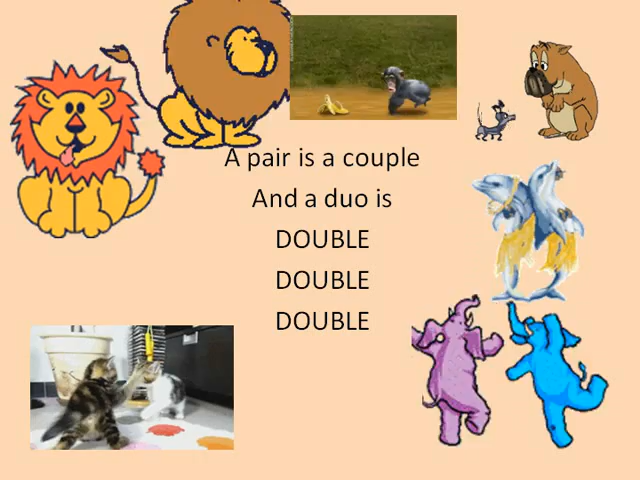 A pair is a couple
And a duo is
DOUBLE
DOUBLE
DOUBLE